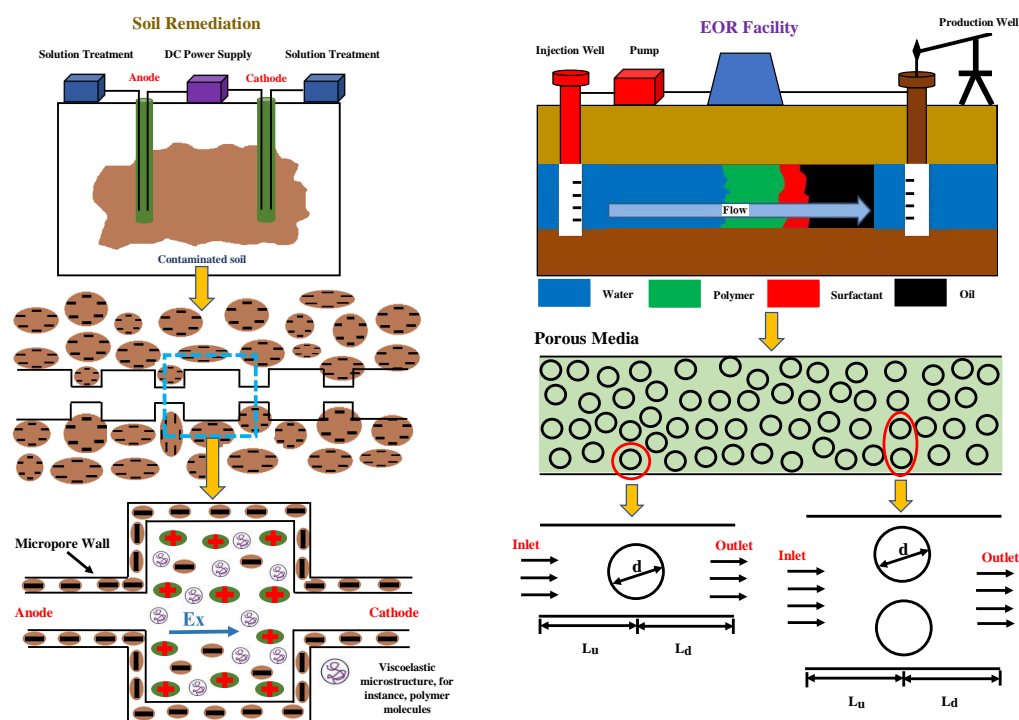 Soil Remediation
Solution Treatment
DC Power Supply
Solution Treatment
Anode
Cathode
Contaminated soil
Micropore Wall
Anode
Cathode
Ex
Viscoelastic
microstructure, for
instance, polymer
molecules
EOR Facility
Production Well
Injection Well
Pump
Flow
Water
Polymer
Surfactant
Oil
Porous Media
Inlet
d
Outlet
Lu
Ld
Inlet
d
Outlet
Lu
Ld